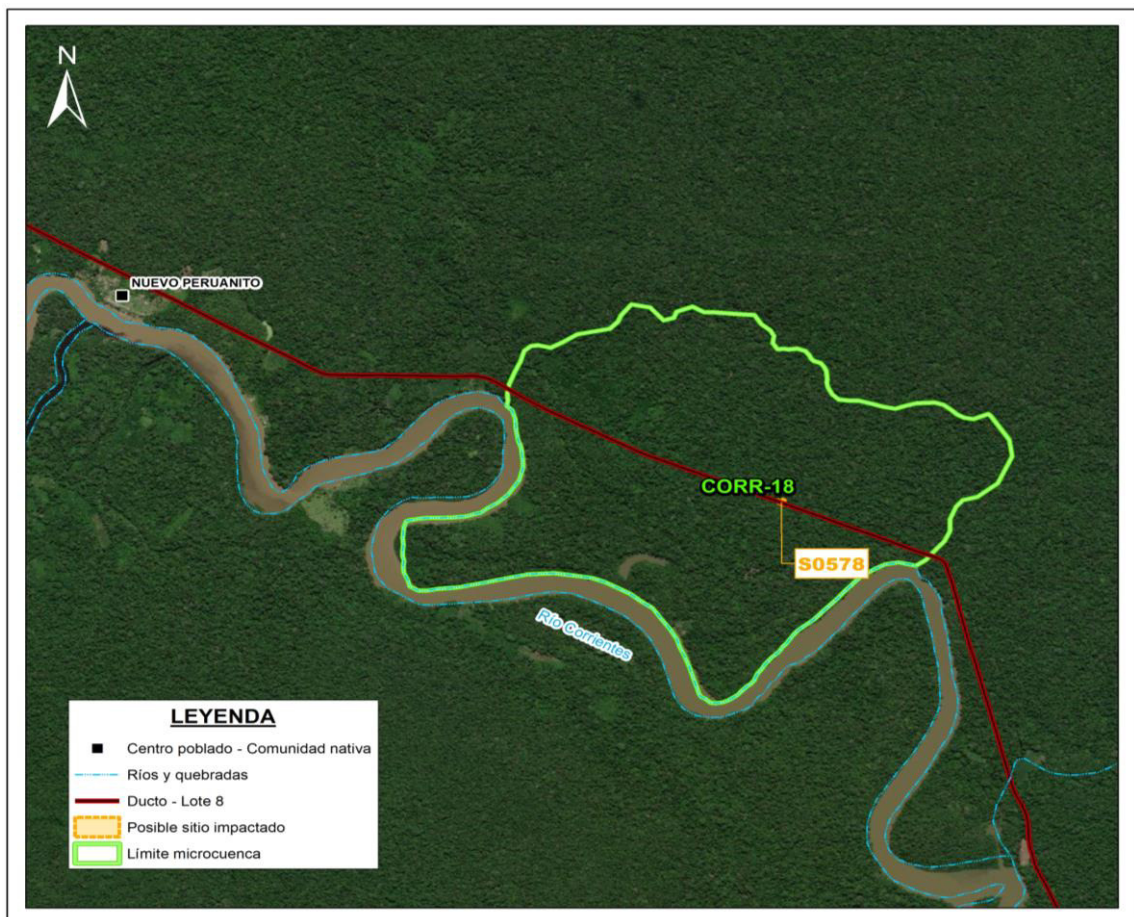 N
NUEVO PERUANITO
CORR-18
S0578
Río Corrientes
LEYENDA
Centro poblado - Comunidad nativa
Ríos y quebradas
Ducto - Lote 8
Posible sitio impactado
Límite microcuenca